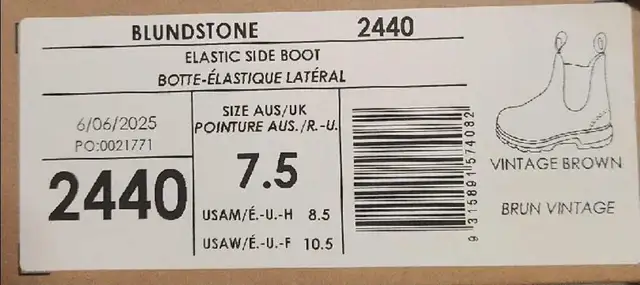 BLUNDSTONE 2440
ELASTIC SIDE BOOT
BOTTE-ÉLASTIQUE LATÉRAL
6/06/2025
PO:0021771
2440
SIZE AUS/UK
POINTURE AUS./R.-U.
7.5
USAM/É.-U.-H 8.5
USAW/É.-U.-F 10.5
9 315891 574082
VINTAGE BROWN
BRUN VINTAGE